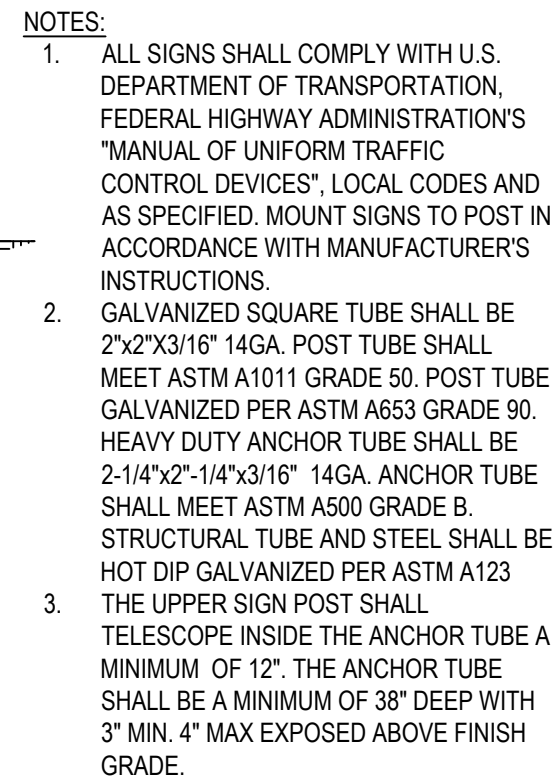 NOTES:
1. ALL SIGNS SHALL COMPLY WITH U.S.
DEPARTMENT OF TRANSPORTATION,
FEDERAL HIGHWAY ADMINISTRATION'S
"MANUAL OF UNIFORM TRAFFIC
CONTROL DEVICES", LOCAL CODES AND
AS SPECIFIED. MOUNT SIGNS TO POST IN
ACCORDANCE WITH MANUFACTURER'S
INSTRUCTIONS.
2. GALVANIZED SQUARE TUBE SHALL BE
2"x2"X3/16" 14GA. POST TUBE SHALL
MEET ASTM A1011 GRADE 50. POST TUBE
GALVANIZED PER ASTM A653 GRADE 90.
HEAVY DUTY ANCHOR TUBE SHALL BE
2-1/4"x2"-1/4"x3/16" 14GA. ANCHOR TUBE
SHALL MEET ASTM A500 GRADE B.
STRUCTURAL TUBE AND STEEL SHALL BE
HOT DIP GALVANIZED PER ASTM A123
3. THE UPPER SIGN POST SHALL
TELESCOPE INSIDE THE ANCHOR TUBE A
MINIMUM OF 12". THE ANCHOR TUBE
SHALL BE A MINIMUM OF 38" DEEP WITH
3" MIN. 4" MAX EXPOSED ABOVE FINISH
GRADE.